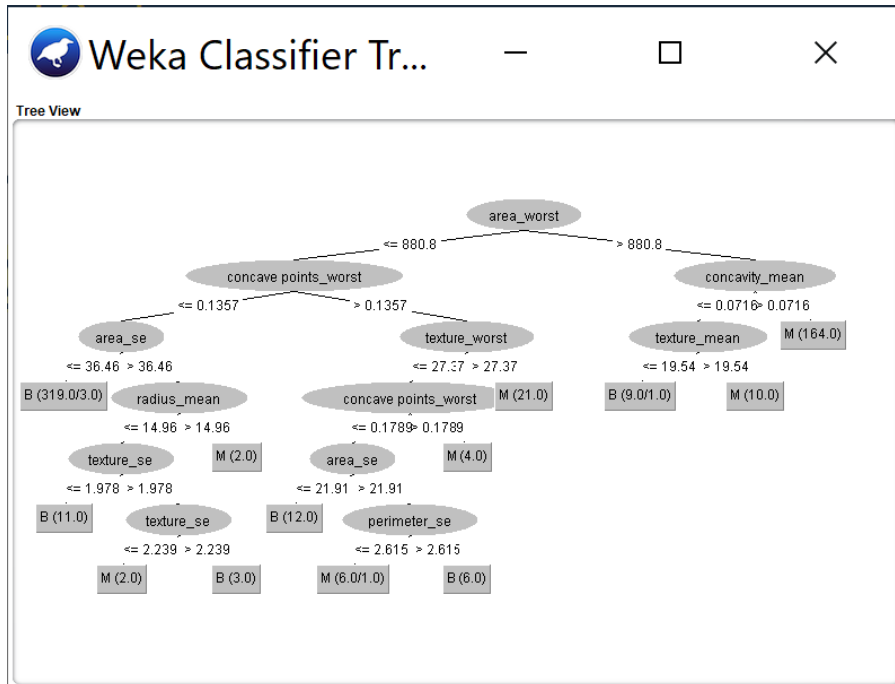 Weka Classifier Tr...
Tree View
area_worst
<= 880.8 > 880.8
concave points_worst concavity_mean
<= 0.1357 > 0.1357 <= 0.0716 > 0.0716
area_se texture_worst texture_mean M (164.0)
<= 36.46 > 36.46 <= 27.37 > 27.37 <= 19.54 > 19.54
B (319.0/3.0) radius_mean concave points_worst M (21.0) B (9.0/1.0) M (10.0)
<= 14.96 > 14.96 <= 0.1789 > 0.1789
texture_se M (2.0) area_se M (4.0)
<= 1.978 > 1.978 <= 21.91 > 21.91
B (11.0) texture_se B (12.0) perimeter_se
<= 2.239 > 2.239 <= 2.615 > 2.615
M (2.0) B (3.0) M (6.0/1.0) B (6.0)